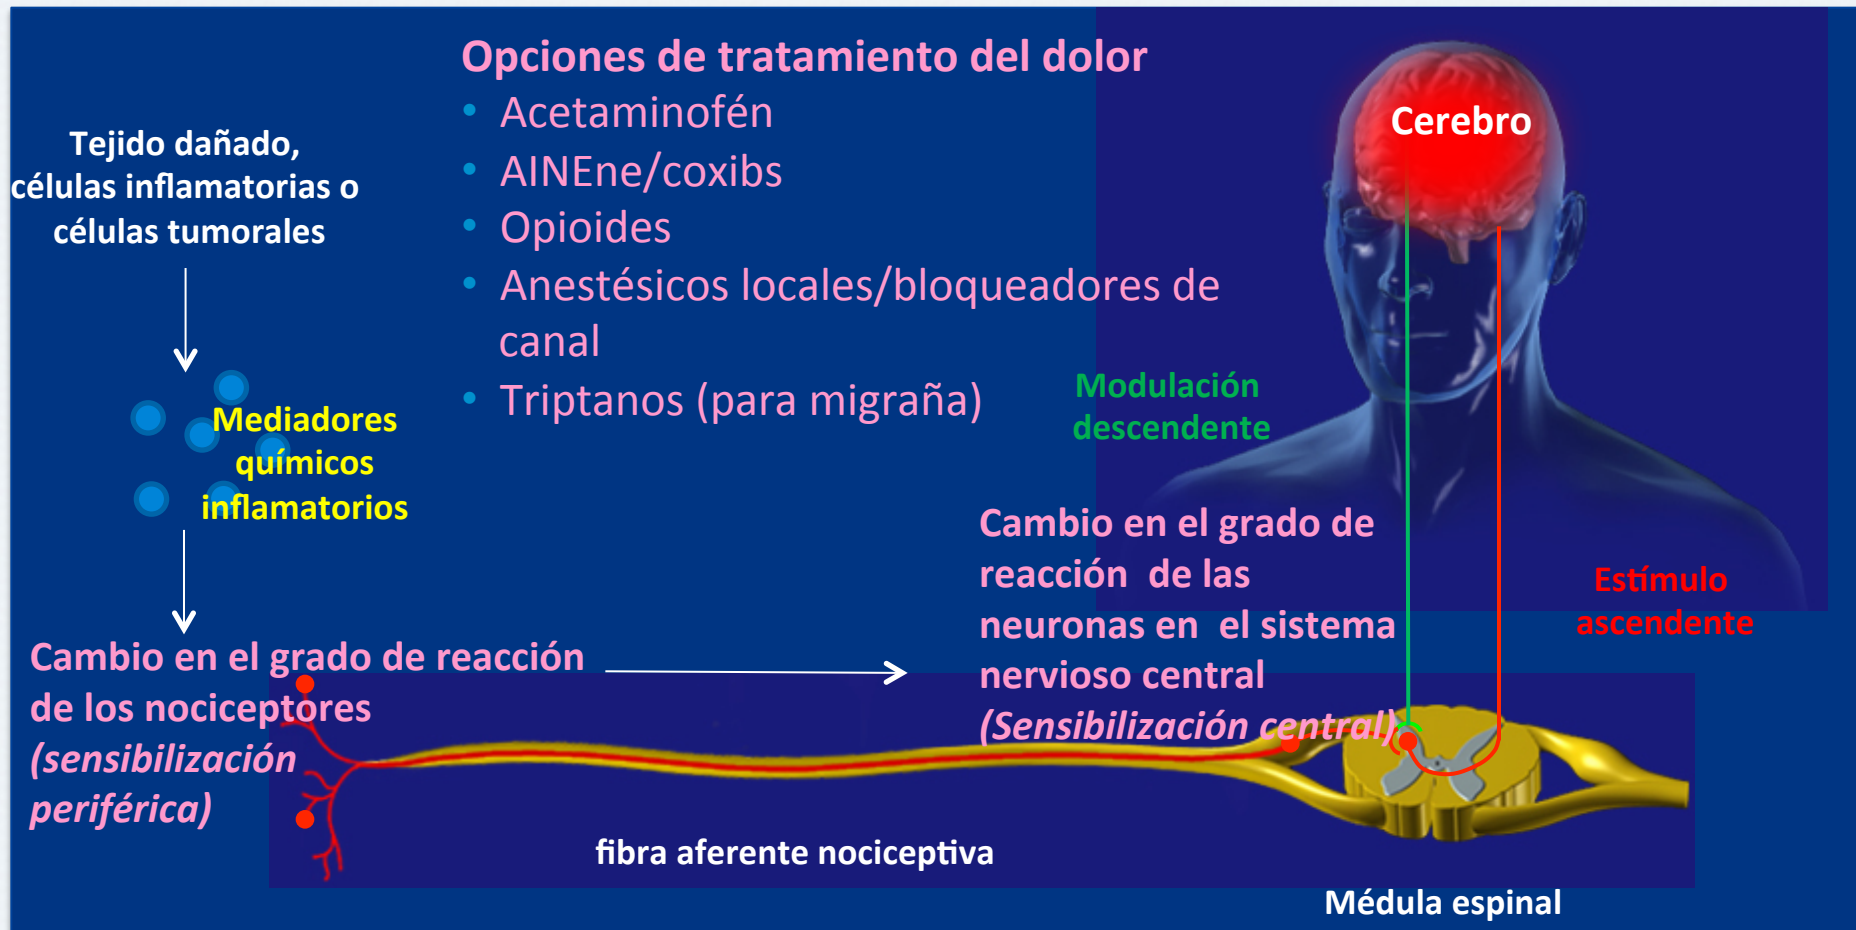 Opciones de tratamiento del dolor
• Acetaminofén
• AINEne/coxibs
• Opioides
• Anestésicos locales/bloqueadores de
canal
• Triptanos (para migraña)
Tejido dañado,
células inflamatorias o
células tumorales
Mediadores
químicos
inflamatorios
Cambio en el grado de reacción
de los nociceptores
(sensibilización
periférica)
Cerebro
Modulación
descendente
Cambio en el grado de
reacción de las
neuronas en el sistema
nervioso central
(Sensibilización central)
Estímulo
ascendente
fibra aferente nociceptiva
Médula espinal